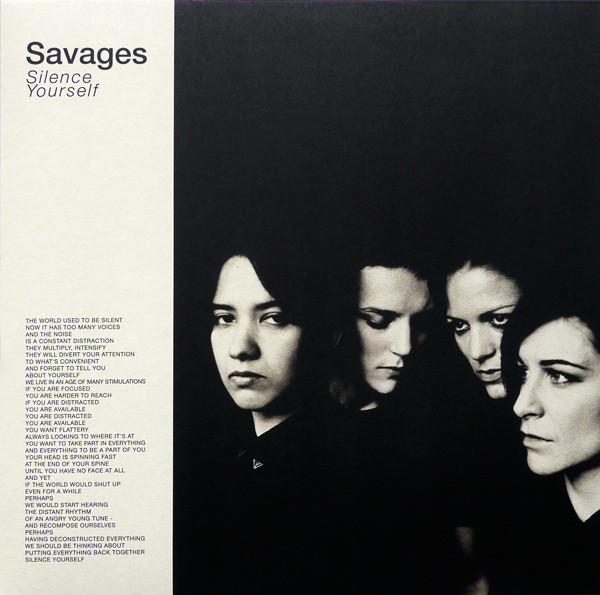 Savages
Silence
Yourself
THE WORLD USED TO BE SILENT
NOW IT HAS TOO MANY VOICES
AND THE NOISE
IS A CONSTANT DISTRACTION
THEY MULTIPLY, INTENSIFY
THEY WILL DIVERT YOUR ATTENTION
TO WHAT'S CONVENIENT
AND FORGET TO TELL YOU
ABOUT YOURSELF
WE LIVE IN AN AGE OF MANY STIMULATIONS
IF YOU ARE FOCUSED
YOU ARE HARDER TO REACH
IF YOU ARE DISTRACTED
YOU ARE AVAILABLE
YOU ARE DISTRACTED
YOU ARE AVAILABLE
YOU WANT FLATTERY
ALWAYS LOOKING TO WHERE IT'S AT
YOU WANT TO TAKE PART IN EVERYTHING
AND EVERYTHING TO BE A PART OF YOU
YOUR HEAD IS SPINNING FAST
AT THE END OF YOUR SPINE
UNTIL YOU HAVE NO FACE AT ALL
AND YET
IF THE WORLD WOULD SHUT UP
EVEN FOR A WHILE
PERHAPS
WE WOULD START HEARING
THE DISTANT RHYTHM
OF AN ANGRY YOUNG TUNE -
AND RECOMPOSE OURSELVES
PERHAPS
HAVING DECONSTRUCTED EVERYTHING
WE SHOULD BE THINKING ABOUT
PUTTING EVERYTHING BACK TOGETHER
SILENCE YOURSELF